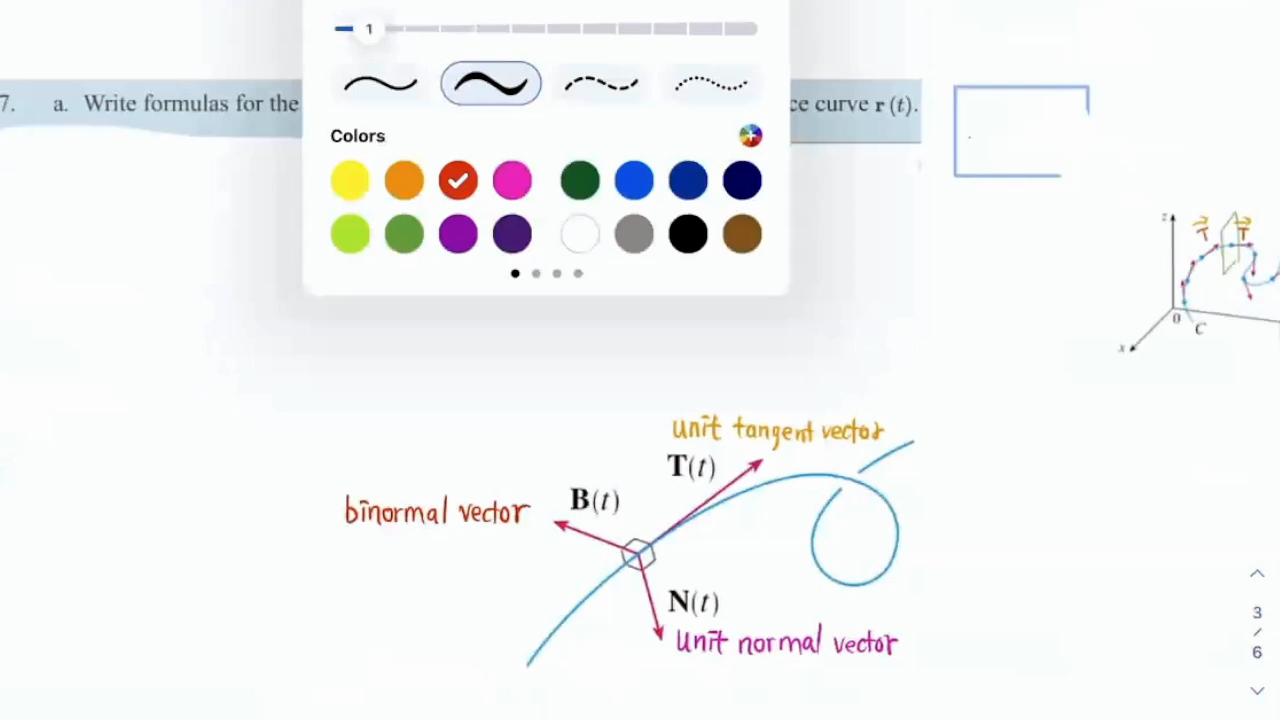 1
7. a. Write formulas for the
ce curve r (t).
Colors
z
T T
0
C
x
unit tangent vector
T(t)
B(t)
binormal vector
N(t)
unit normal vector
3
/
6